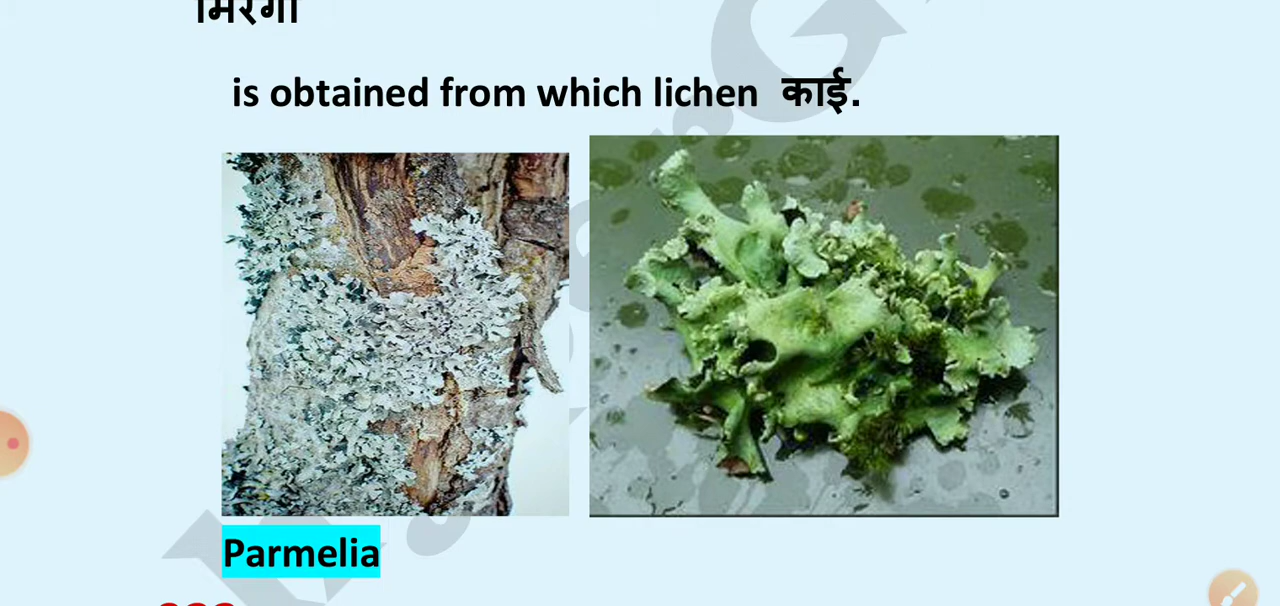 मिरगी
is obtained from which lichen काई.
Parmelia